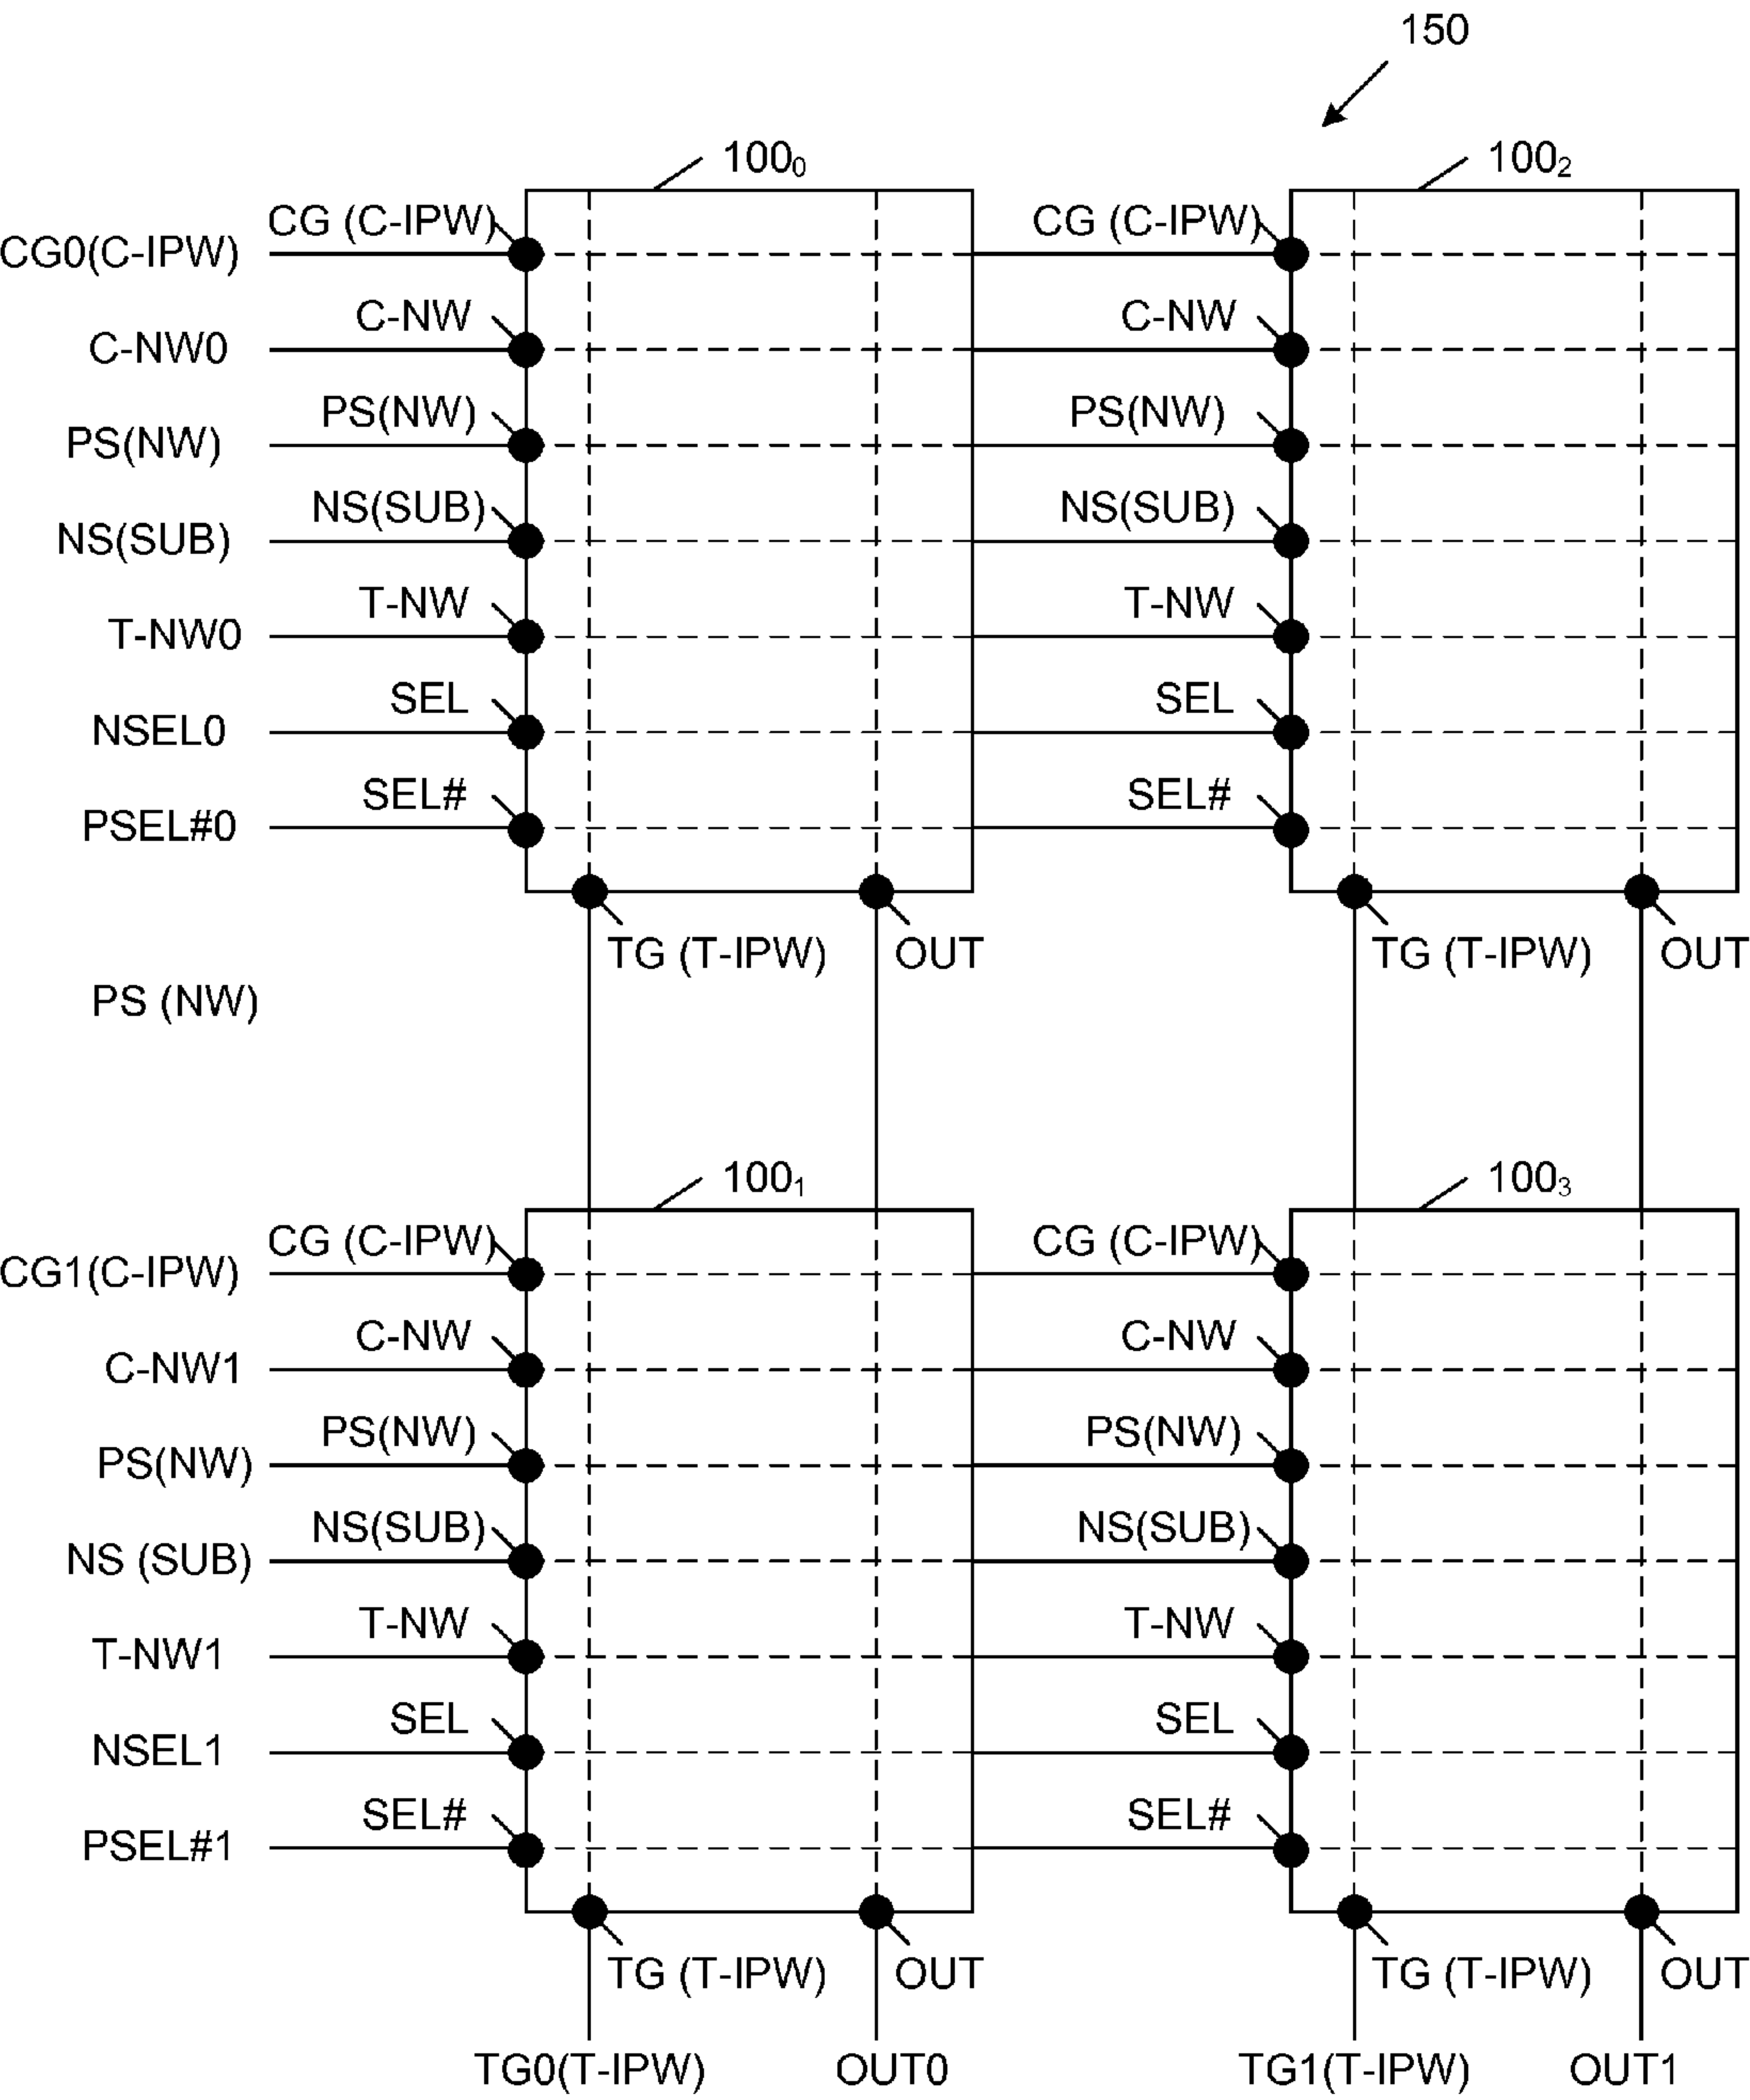 150
100₀ 100₂
CG0(C-IPW) CG (C-IPW) CG (C-IPW)
C-NW0 C-NW C-NW
PS(NW) PS(NW) PS(NW)
NS(SUB) NS(SUB) NS(SUB)
T-NW0 T-NW T-NW
NSEL0 SEL SEL
PSEL#0 SEL# SEL#
TG (T-IPW) OUT TG (T-IPW) OUT
PS (NW)
100₁ 100₃
CG1(C-IPW) CG (C-IPW) CG (C-IPW)
C-NW1 C-NW C-NW
PS(NW) PS(NW) PS(NW)
NS (SUB) NS(SUB) NS(SUB)
T-NW1 T-NW T-NW
NSEL1 SEL SEL
PSEL#1 SEL# SEL#
TG (T-IPW) OUT TG (T-IPW) OUT
TG0(T-IPW) OUT0 TG1(T-IPW) OUT1